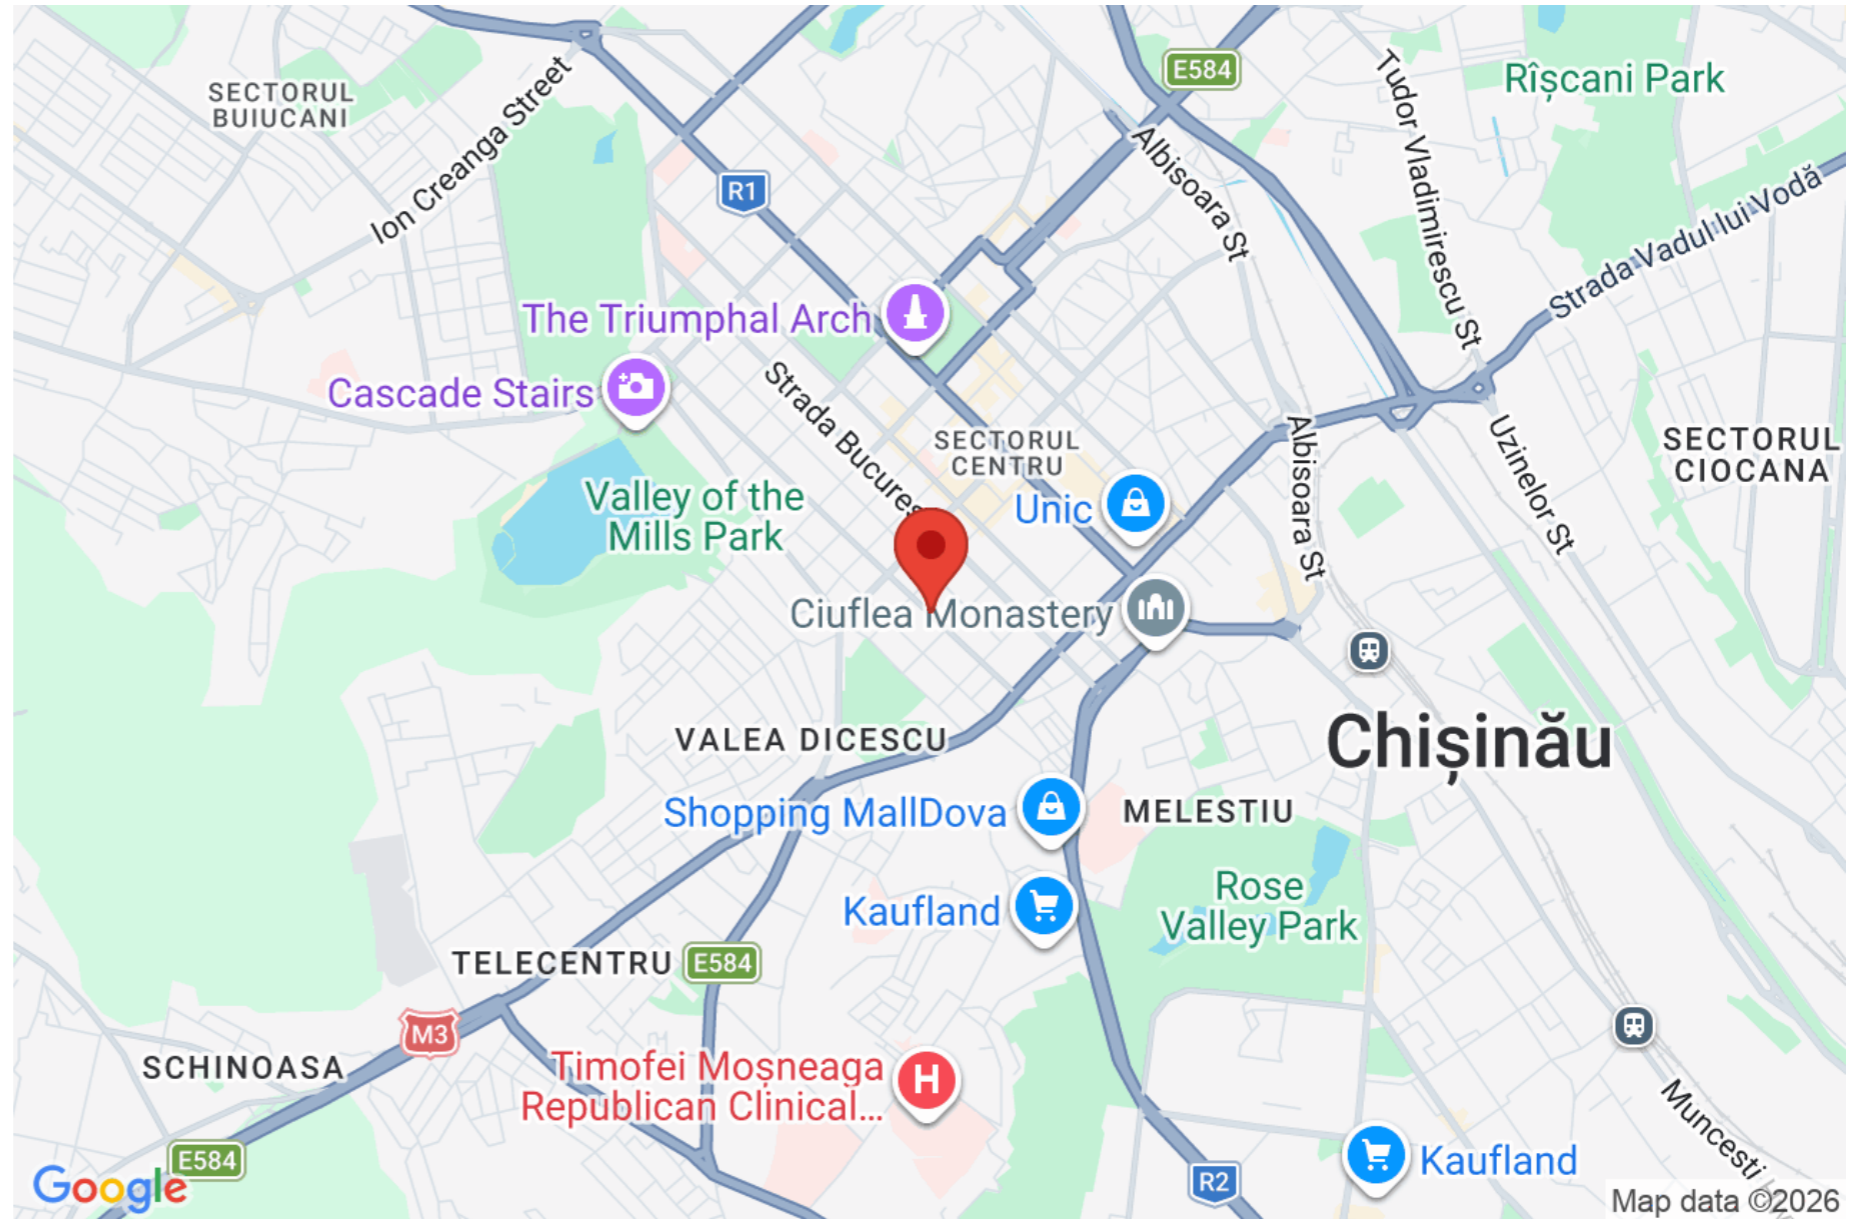 E584
Rîșcani Park
SECTORUL
BUIUCANI
Ion Creanga Street
Tudor Vladimirescu St
Albisoara St
R1
Strada Vadul lui Vodă
The Triumphal Arch
Cascade Stairs
Strada Bucures
SECTORUL
CENTRU
Albisoara St
Uzinelor St
SECTORUL
CIOCANA
Valley of the
Mills Park
Unic
Ciuflea Monastery
VALEA DICESCU
Chișinău
Shopping MallDova
MELESTIU
Rose
Valley Park
Kaufland
TELECENTRU
E584
M3
SCHINOASA
Timofei Moșneaga
Republican Clinical...
H
Muncesti
E584
Kaufland
R2
Google
Map data ©2026